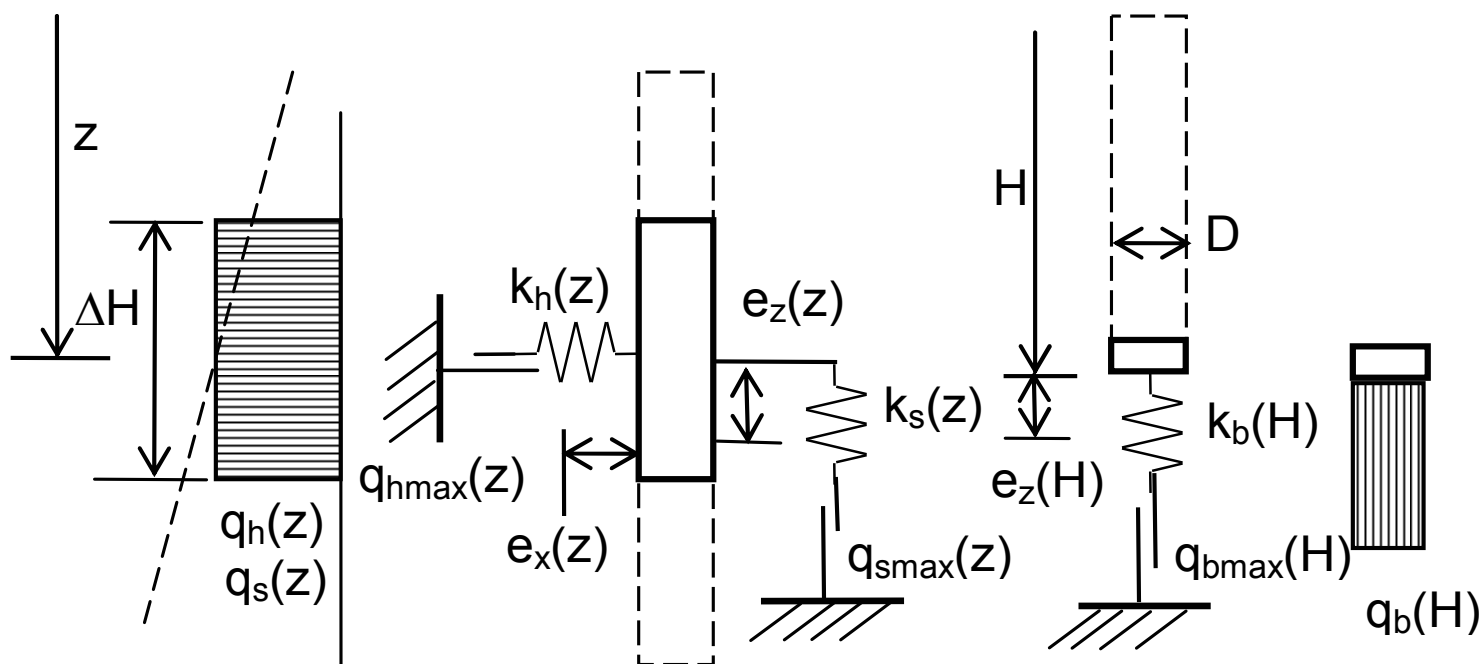 z
ΔH
q_h(z)
q_s(z)
k_h(z)
q_hmax(z)
e_x(z)
e_z(z)
k_s(z)
q_smax(z)
H
D
k_b(H)
e_z(H)
q_bmax(H)
q_b(H)